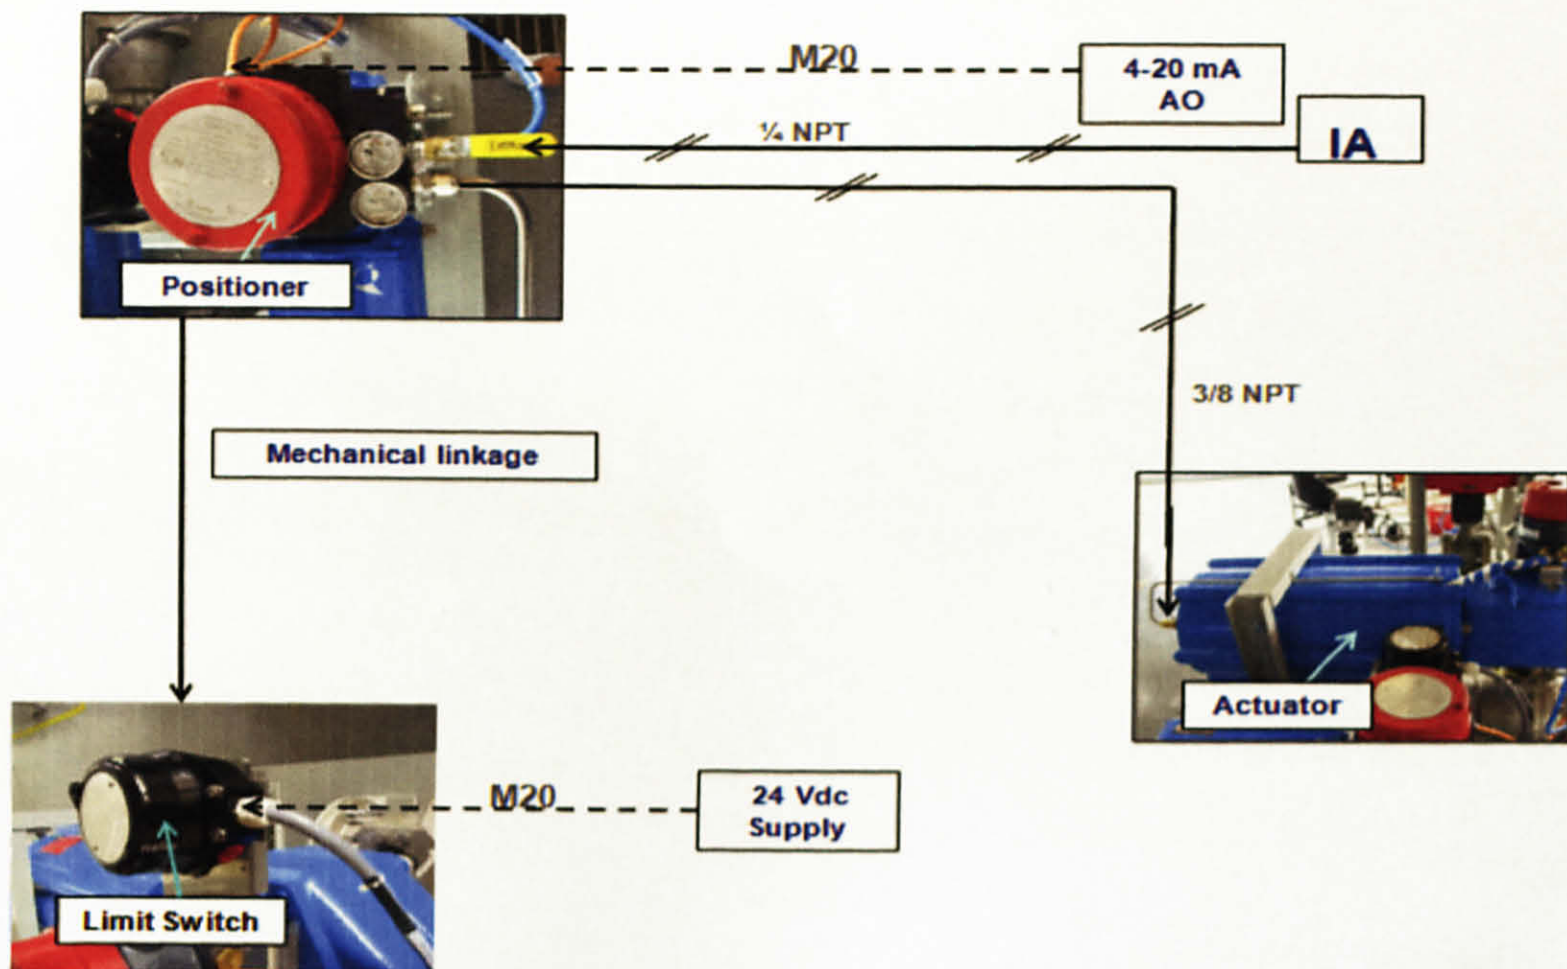 M20
4-20 mA
AO
¼ NPT
IA
Positioner
3/8 NPT
Mechanical linkage
Actuator
M20
24 Vdc
Supply
Limit Switch